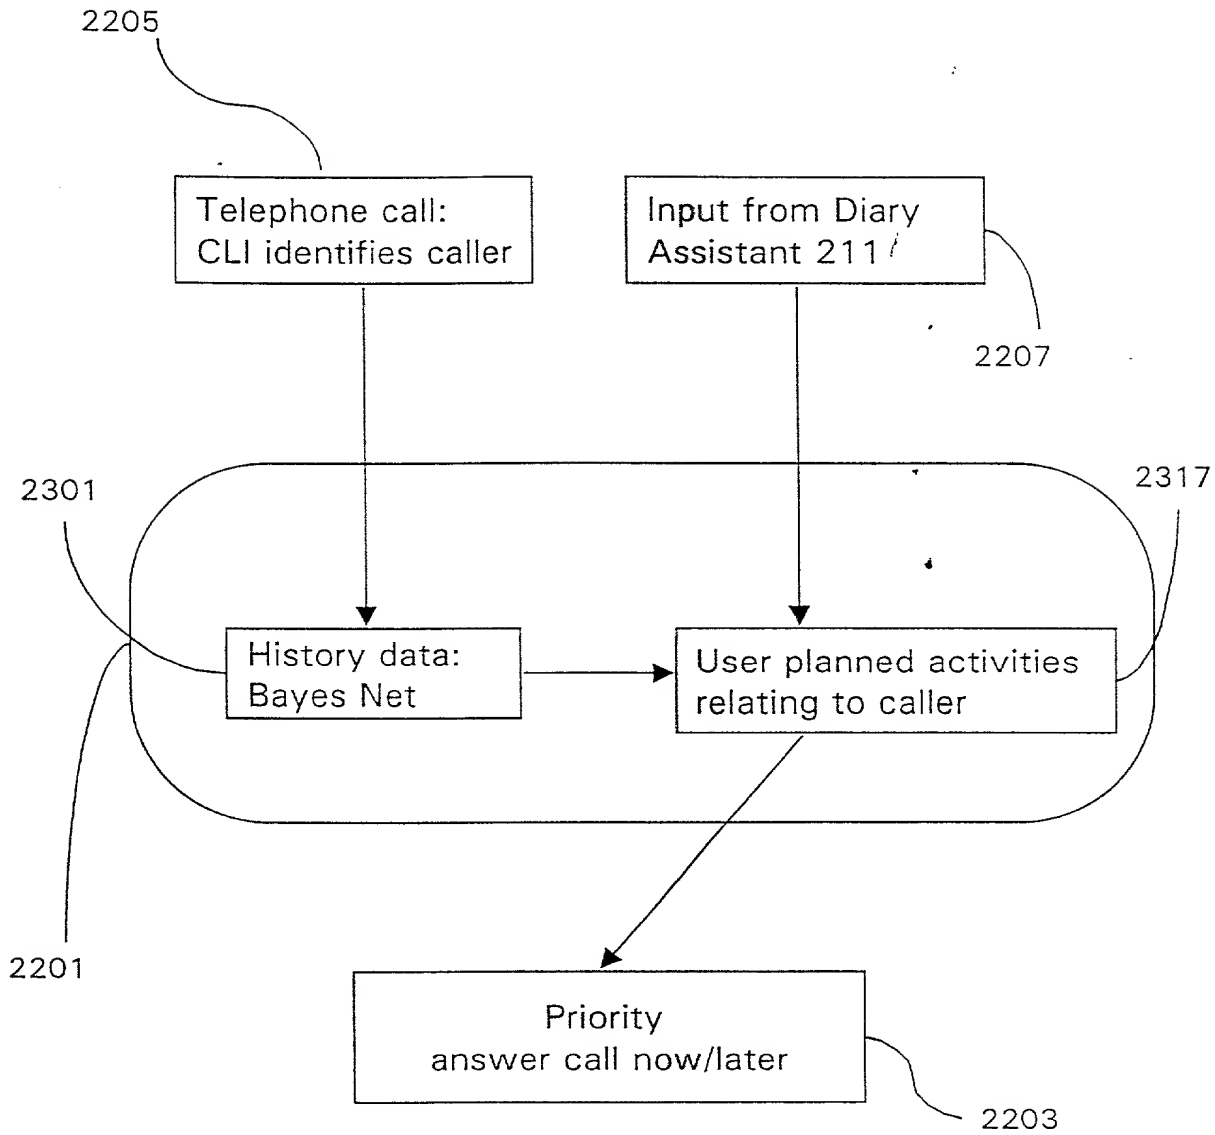 2205
Telephone call:
CLI identifies caller
Input from Diary
Assistant 211
2207
2301
2317
History data:
Bayes Net
User planned activities
relating to caller
2201
Priority
answer call now/later
2203